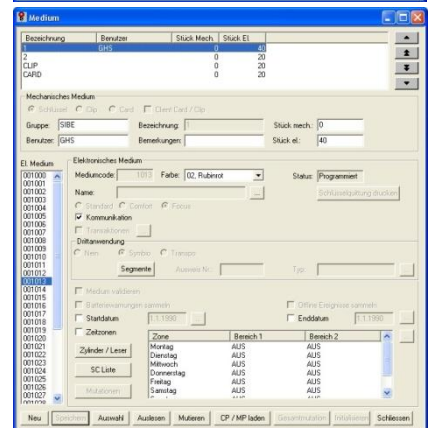 Medium
Bezeichnung Benutzer Stück Mech. Stück El.
1 GHS 0 40
2 0 20
CLIP 0 20
CARD 0 20
Mechanisches Medium
Schlüssel Clip Card Client Card / Clip
Gruppe: SIBE Bezeichnung: 1 Stück mech.: 0
Benutzer: GHS Bemerkungen: Stück el.: 40
El. Medium
001000
001001
001002
001003
001004
001005
001006
001007
001008
001009
001010
001011
001012
001013
001014
001015
001016
001017
001018
001019
001020
001021
001022
001023
001024
001025
001026
001027
001028
Elektronisches Medium
Mediumcode: 1013 Farbe: 02, Rubinrot Status: Programmiert
Name: ... Schlüsselquittung drucken
Standard Comfort Focus
Kommunikation
Transaktionen ...
Drittanwendung
Nein Symbio Transpo
Segmente Ausweis Nr.: Typ: ...
Medium validieren
Batteriewarnungen sammeln Offline Ereignisse sammeln
Startdatum 1.1.1990 Enddatum 1.1.1990
Zeitzonen
Zylinder / Leser
SC Liste
Mutationen
Zone Bereich 1 Bereich 2
Montag AUS AUS
Dienstag AUS AUS
Mittwoch AUS AUS
Donnerstag AUS AUS
Freitag AUS AUS
Samstag AUS AUS
Neu Speichern Auswahl Auslesen Mutieren CP / MP laden Gesamtmutation Initialisieren Schliessen